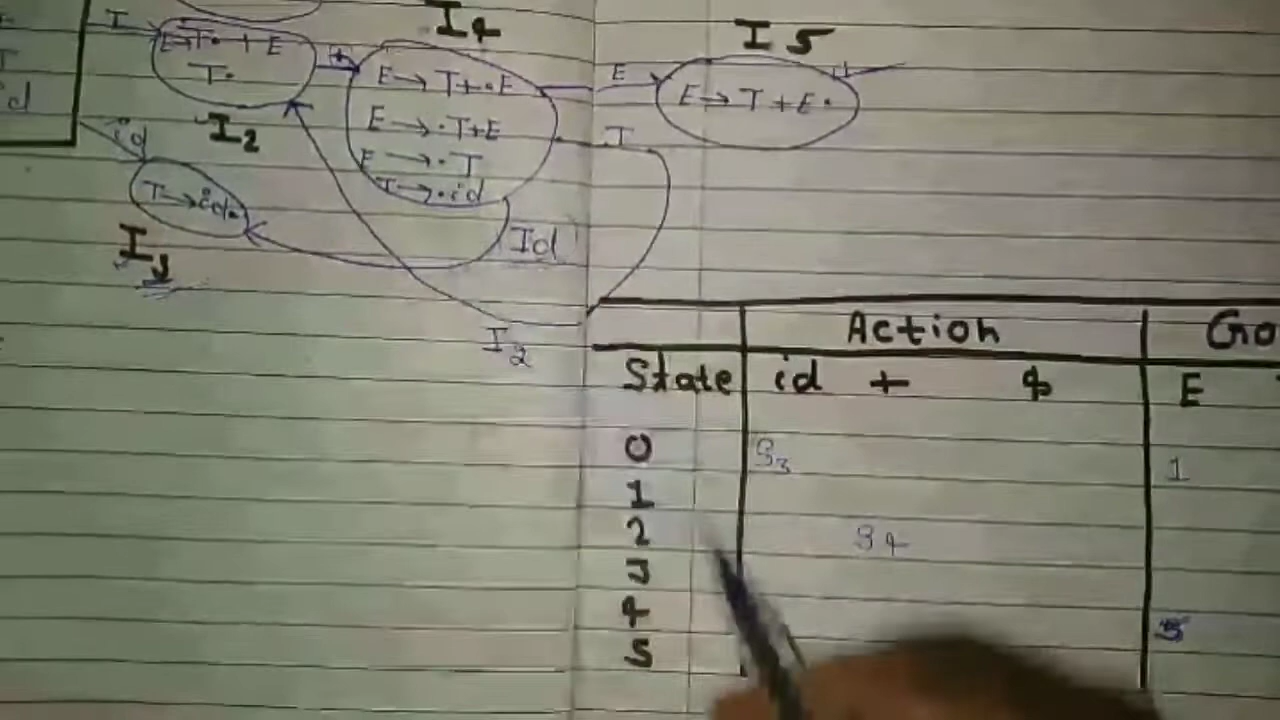 I4
I5
T
E→T• + E
T•
+
E→T+•E
E
E→T+E•
E→•T+E
I2
T
id
id
E→•T
T→•id
T→id•
Id
I3
I2
Action
Go
State id + $ E
0 S3 1
1
2 S4
3
4 5
5